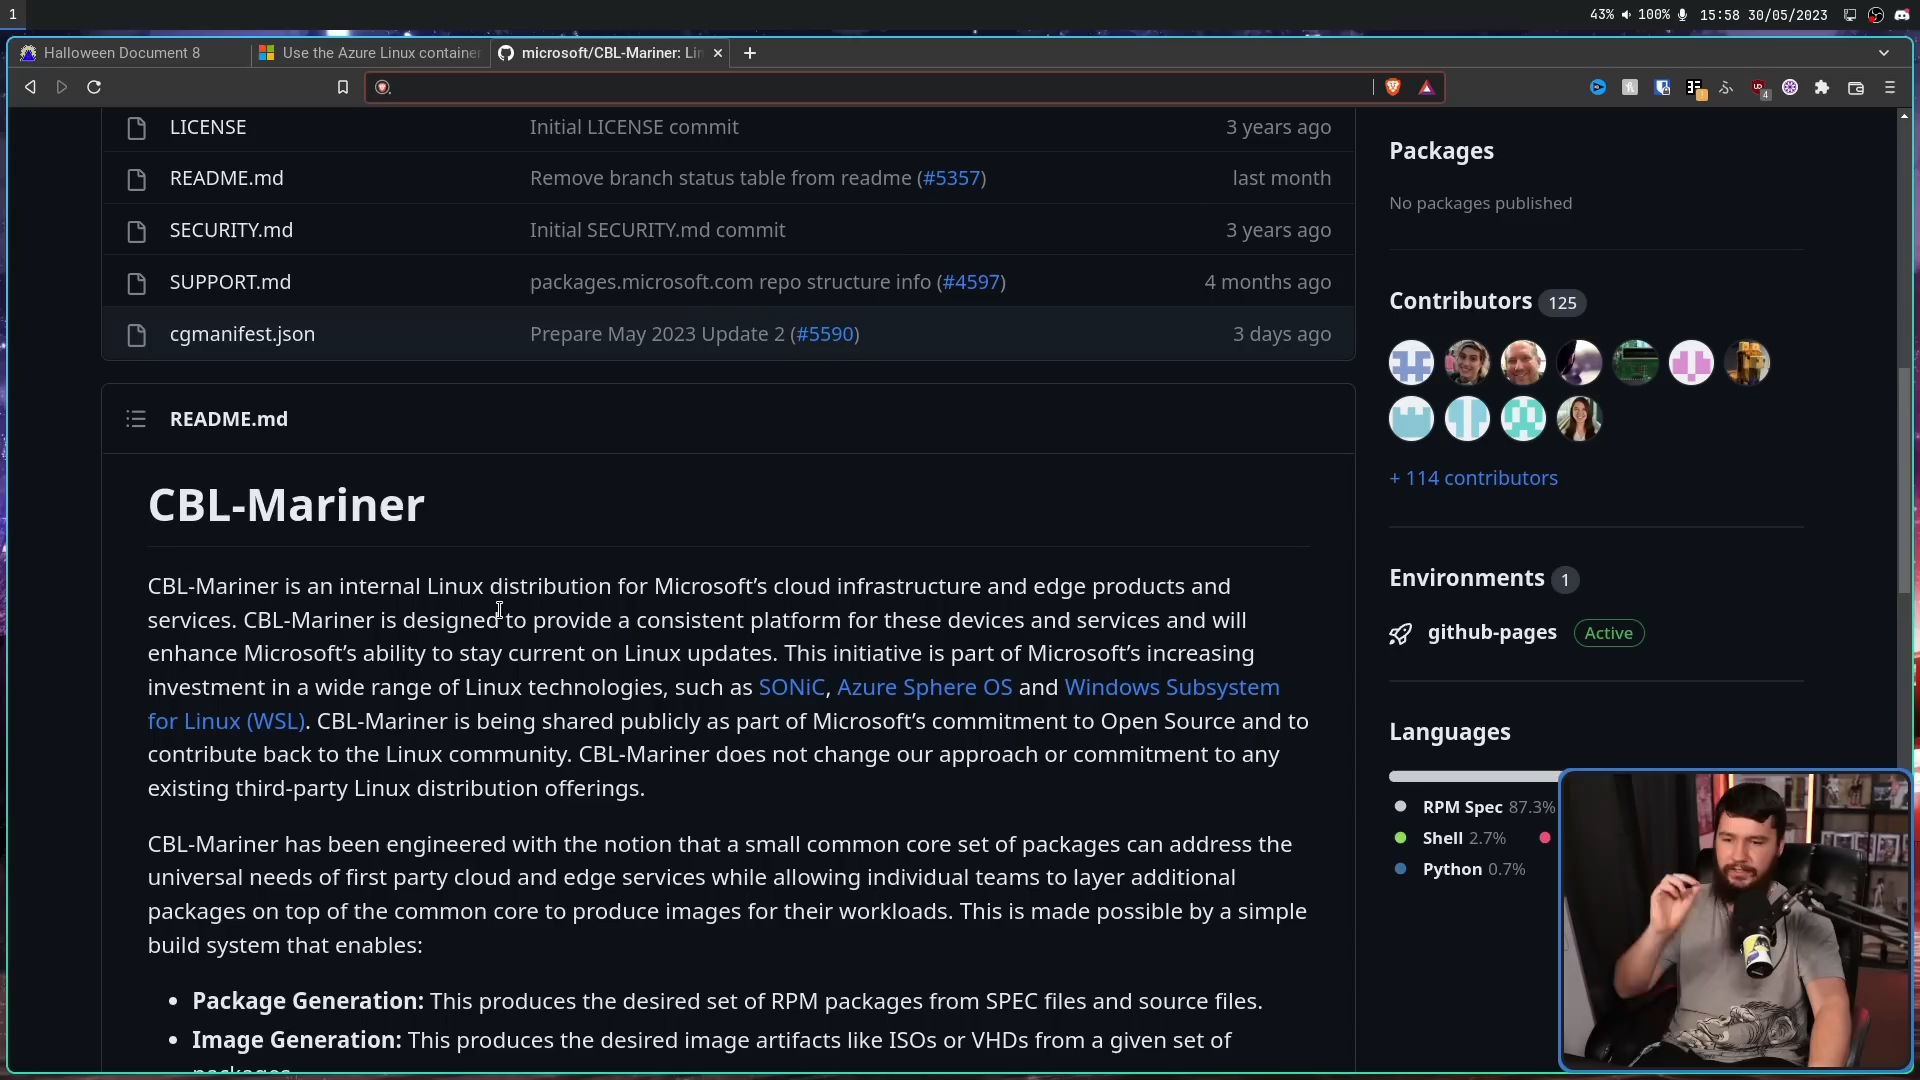 1
43% 100% 15:58 30/05/2023
Halloween Document 8
Use the Azure Linux container
microsoft/CBL-Mariner: Lin
LICENSE Initial LICENSE commit 3 years ago
README.md Remove branch status table from readme (#5357) last month
SECURITY.md Initial SECURITY.md commit 3 years ago
SUPPORT.md packages.microsoft.com repo structure info (#4597) 4 months ago
cgmanifest.json Prepare May 2023 Update 2 (#5590) 3 days ago
README.md
CBL-Mariner
CBL-Mariner is an internal Linux distribution for Microsoft’s cloud infrastructure and edge products and
services. CBL-Mariner is designed to provide a consistent platform for these devices and services and will
enhance Microsoft’s ability to stay current on Linux updates. This initiative is part of Microsoft’s increasing
investment in a wide range of Linux technologies, such as SONiC, Azure Sphere OS and Windows Subsystem
for Linux (WSL). CBL-Mariner is being shared publicly as part of Microsoft’s commitment to Open Source and to
contribute back to the Linux community. CBL-Mariner does not change our approach or commitment to any
existing third-party Linux distribution offerings.
CBL-Mariner has been engineered with the notion that a small common core set of packages can address the
universal needs of first party cloud and edge services while allowing individual teams to layer additional
packages on top of the common core to produce images for their workloads. This is made possible by a simple
build system that enables:
• Package Generation: This produces the desired set of RPM packages from SPEC files and source files.
• Image Generation: This produces the desired image artifacts like ISOs or VHDs from a given set of
packages.
Packages
No packages published
Contributors 125
+ 114 contributors
Environments 1
github-pages Active
Languages
RPM Spec 87.3%
Shell 2.7%
Python 0.7%